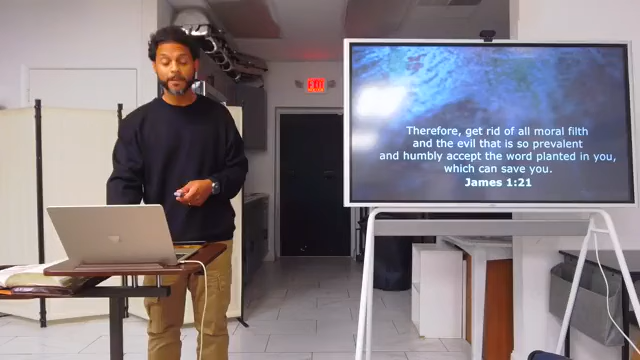 EXIT
Therefore, get rid of all moral filth
and the evil that is so prevalent
and humbly accept the word planted in you,
which can save you.
James 1:21